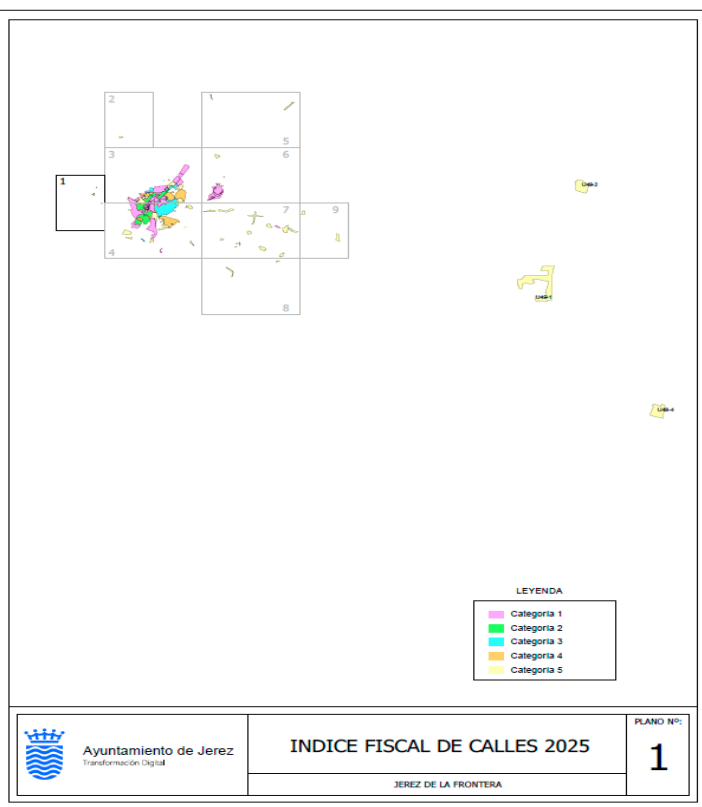 2
5
3
6
1
7
9
4
8
LEYENDA
Categoria 1
Categoria 2
Categoria 3
Categoria 4
Categoria 5
Ayuntamiento de Jerez
Transformación Digital
INDICE FISCAL DE CALLES 2025
JEREZ DE LA FRONTERA
PLANO Nº:
1